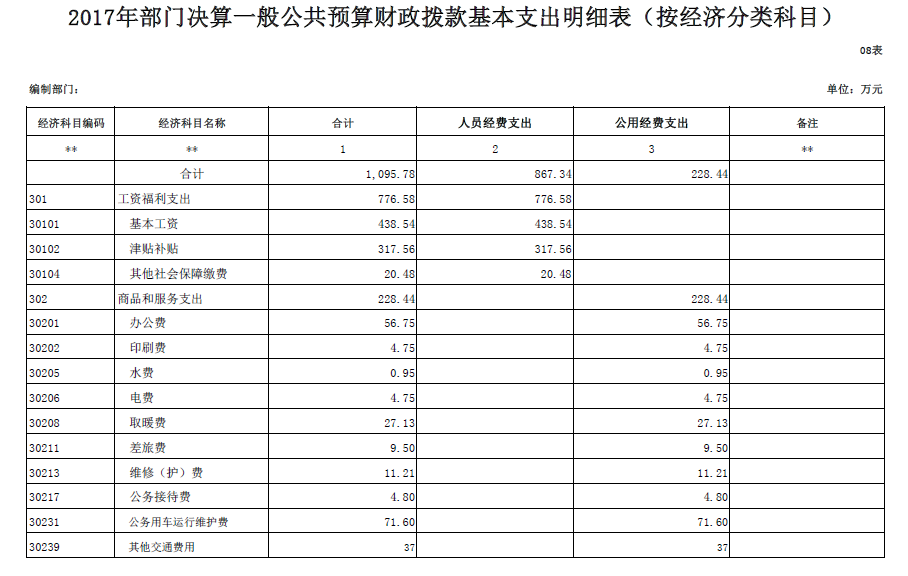 2017年部门决算一般公共预算财政拨款基本支出明细表（按经济分类科目）
08表
编制部门： 单位：万元
经济科目编码 经济科目名称 合计 人员经费支出 公用经费支出 备注
** ** 1 2 3 **
合计 1,095.78 867.34 228.44
301 工资福利支出 776.58 776.58
30101 基本工资 438.54 438.54
30102 津贴补贴 317.56 317.56
30104 其他社会保障缴费 20.48 20.48
302 商品和服务支出 228.44 228.44
30201 办公费 56.75 56.75
30202 印刷费 4.75 4.75
30205 水费 0.95 0.95
30206 电费 4.75 4.75
30208 取暖费 27.13 27.13
30211 差旅费 9.50 9.50
30213 维修（护）费 11.21 11.21
30217 公务接待费 4.80 4.80
30231 公务用车运行维护费 71.60 71.60
30239 其他交通费用 37 37